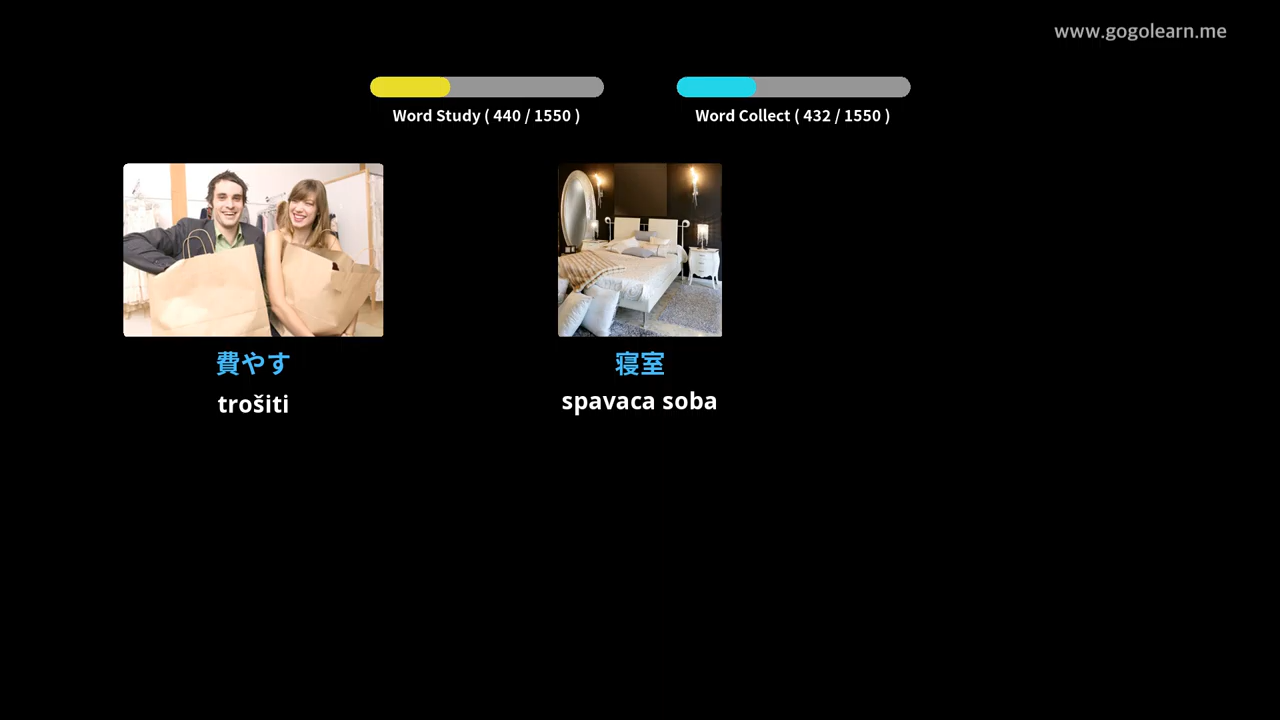 www.gogolearn.me
Word Study ( 440 / 1550 )
Word Collect ( 432 / 1550 )
費やす
trošiti
寝室
spavaca soba